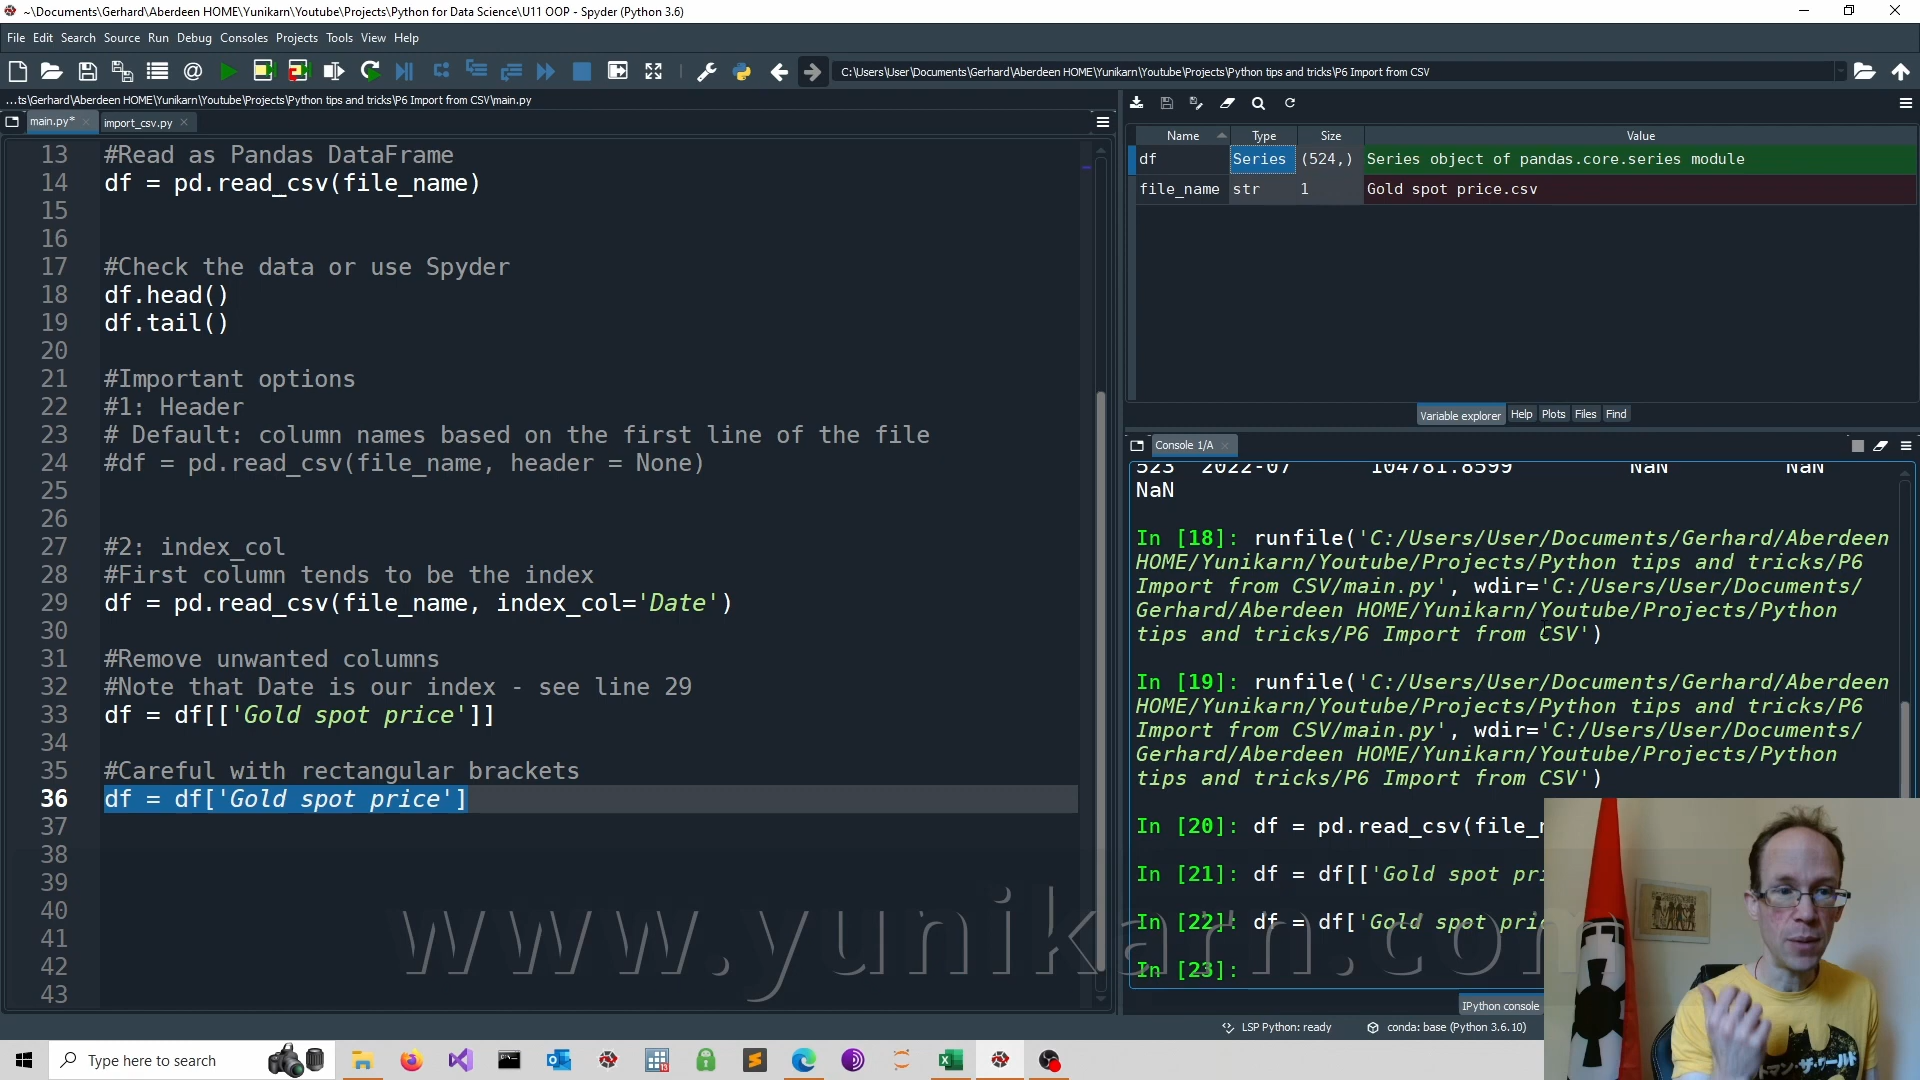 ~\Documents\Gerhard\Aberdeen HOME\Yunikarn\Youtube\Projects\Python for Data Science\U11 OOP - Spyder (Python 3.6)
File Edit Search Source Run Debug Consoles Projects Tools View Help
C:\Users\User\Documents\Gerhard\Aberdeen HOME\Yunikarn\Youtube\Projects\Python tips and tricks\P6 Import from CSV
...ts\Gerhard\Aberdeen HOME\Yunikarn\Youtube\Projects\Python tips and tricks\P6 Import from CSV\main.py
main.py* import_csv.py
13 #Read as Pandas DataFrame
14 df = pd.read_csv(file_name)
15
16
17 #Check the data or use Spyder
18 df.head()
19 df.tail()
20
21 #Important options
22 #1: Header
23 # Default: column names based on the first line of the file
24 #df = pd.read_csv(file_name, header = None)
25
26
27 #2: index_col
28 #First column tends to be the index
29 df = pd.read_csv(file_name, index_col='Date')
30
31 #Remove unwanted columns
32 #Note that Date is our index - see line 29
33 df = df[['Gold spot price']]
34
35 #Careful with rectangular brackets
36 df = df['Gold spot price']
37
38
39
40
41
42
43
Name Type Size Value
df Series (524,) Series object of pandas.core.series module
file_name str 1 Gold spot price.csv
Variable explorer Help Plots Files Find
Console 1/A
523 2022-07 104781.8599 NaN NaN
NaN
In [18]: runfile('C:/Users/User/Documents/Gerhard/Aberdeen
HOME/Yunikarn/Youtube/Projects/Python tips and tricks/P6
Import from CSV/main.py', wdir='C:/Users/User/Documents/
Gerhard/Aberdeen HOME/Yunikarn/Youtube/Projects/Python
tips and tricks/P6 Import from CSV')
In [19]: runfile('C:/Users/User/Documents/Gerhard/Aberdeen
HOME/Yunikarn/Youtube/Projects/Python tips and tricks/P6
Import from CSV/main.py', wdir='C:/Users/User/Documents/
Gerhard/Aberdeen HOME/Yunikarn/Youtube/Projects/Python
tips and tricks/P6 Import from CSV')
In [20]: df = pd.read_csv(file_n
In [21]: df = df[['Gold spot pri
In [22]: df = df['Gold spot pric
In [23]:
www.yunikarn.com
IPython console
LSP Python: ready conda: base (Python 3.6.10)
Type here to search